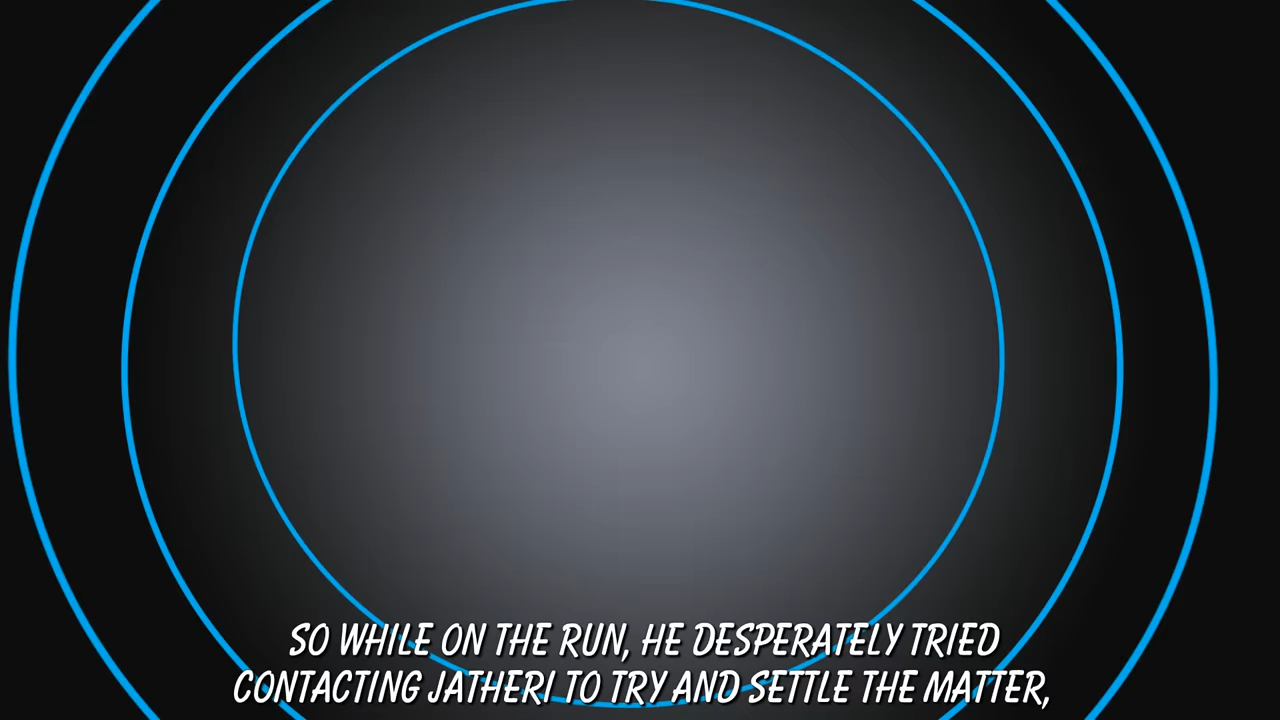 SO WHILE ON THE RUN, HE DESPERATELY TRIED
CONTACTING JATHERI TO TRY AND SETTLE THE MATTER,